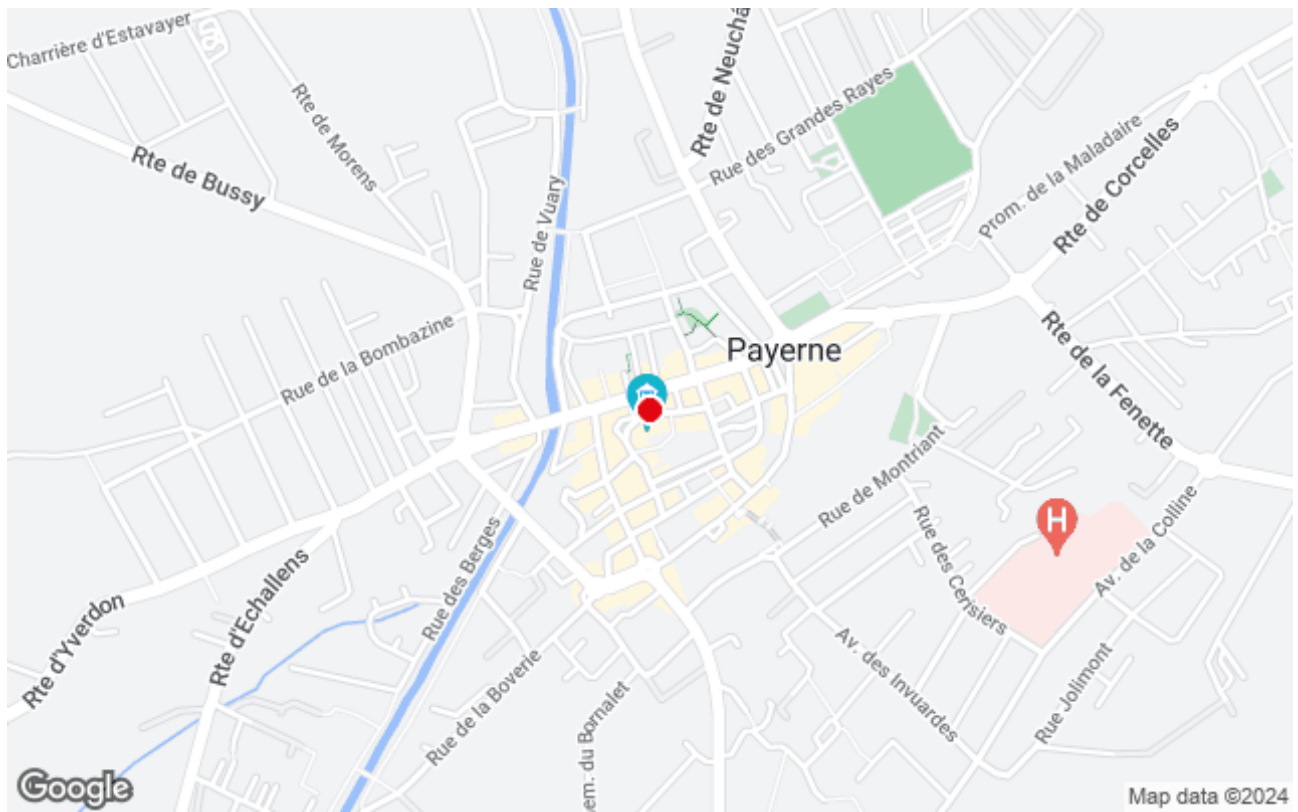 Charrière d'Estavayer
Rte de Morens
Rte de Bussy
Rue de Vuary
Rte de Neuchâ
Rue des Grandes Rayes
Prom. de la Maladaire
Rte de Corcelles
Rue de la Bombazine
Payerne
Rte de la Fenette
Rue de Montriant
H
Rue des Cerisiers
Av. de la Colline
Rte d'Yverdon
Rte d'Echallens
Rue des Berges
Rue de la Boverie
hem. du Bornalet
Av. des Invuardes
Rue Jolimont
Google
Map data ©2024